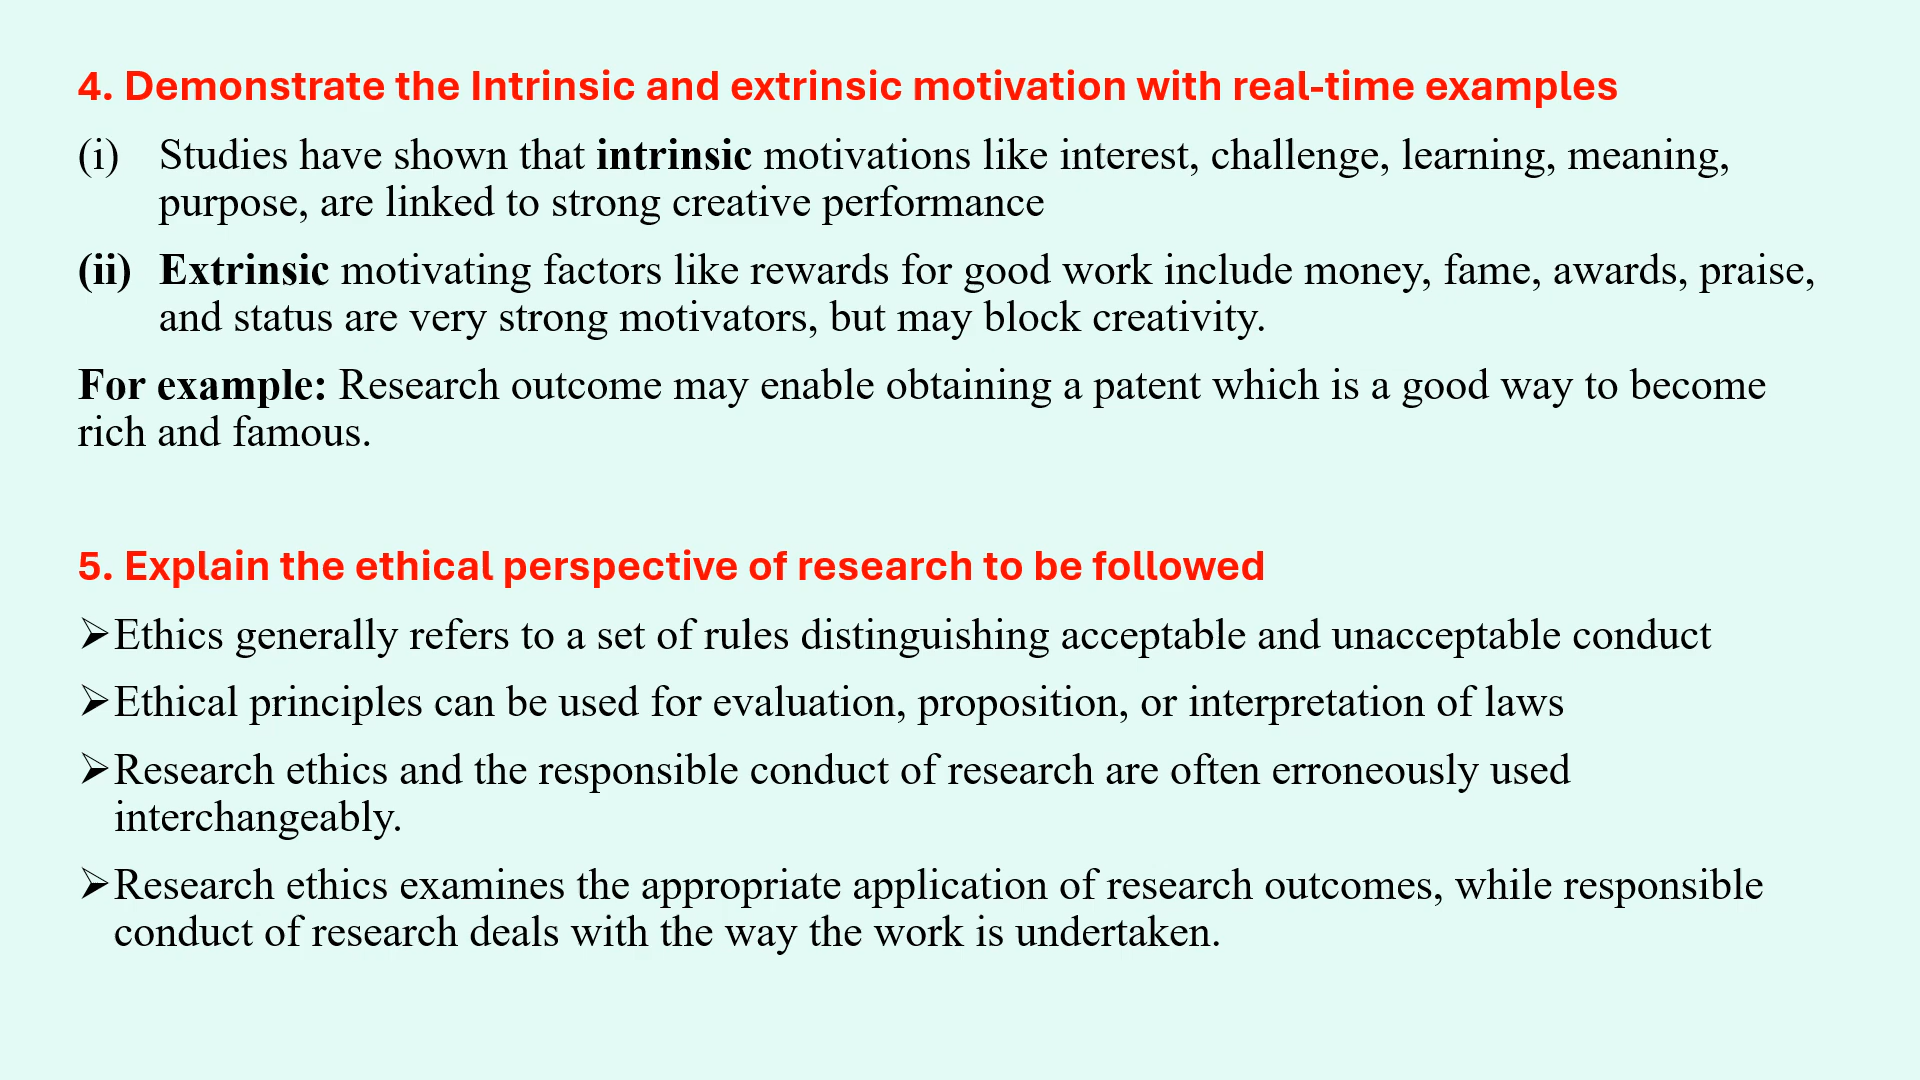 4. Demonstrate the Intrinsic and extrinsic motivation with real-time examples
(i) Studies have shown that intrinsic motivations like interest, challenge, learning, meaning,
purpose, are linked to strong creative performance
(ii) Extrinsic motivating factors like rewards for good work include money, fame, awards, praise,
and status are very strong motivators, but may block creativity.
For example: Research outcome may enable obtaining a patent which is a good way to become
rich and famous.
5. Explain the ethical perspective of research to be followed
➢Ethics generally refers to a set of rules distinguishing acceptable and unacceptable conduct
➢Ethical principles can be used for evaluation, proposition, or interpretation of laws
➢Research ethics and the responsible conduct of research are often erroneously used
interchangeably.
➢Research ethics examines the appropriate application of research outcomes, while responsible
conduct of research deals with the way the work is undertaken.